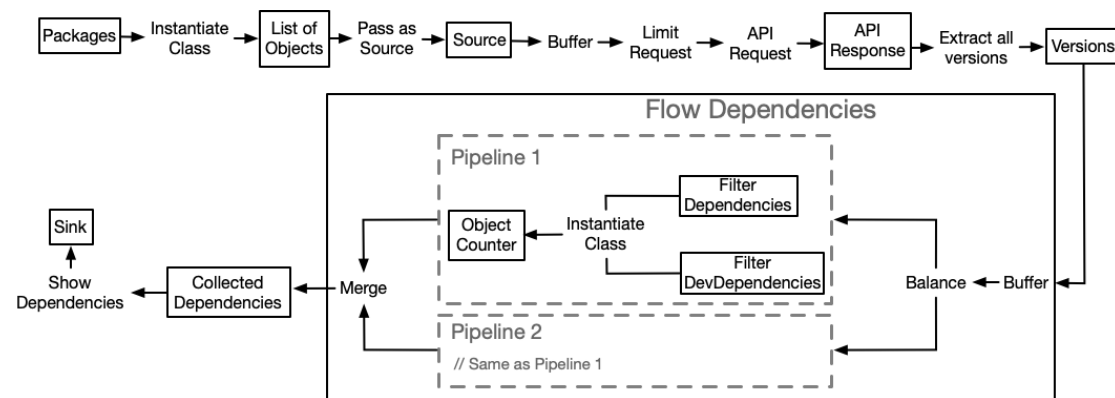 Packages
Instantiate
Class
List of
Objects
Pass as
Source
Source
Buffer
Limit
Request
API
Request
API
Response
Extract all
versions
Versions
Flow Dependencies
Pipeline 1
Filter
Dependencies
Object
Counter
Instantiate
Class
Filter
DevDependencies
Sink
Show
Dependencies
Collected
Dependencies
Merge
Balance
Buffer
Pipeline 2
// Same as Pipeline 1